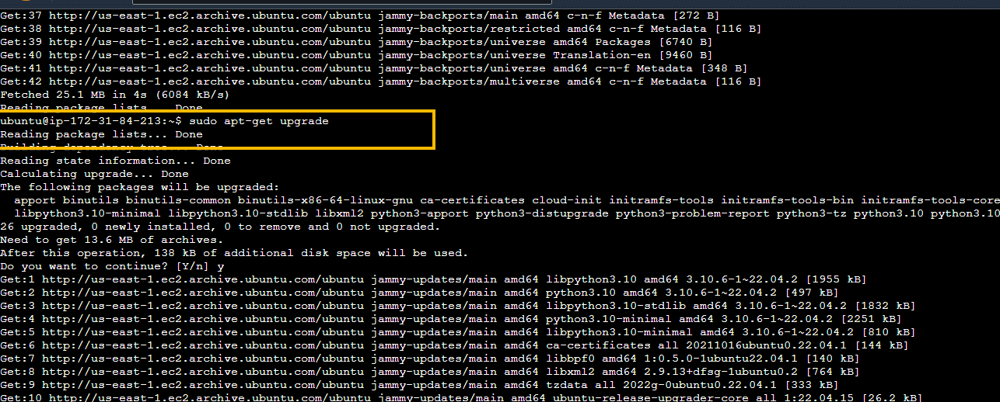 Get:37 http://us-east-1.ec2.archive.ubuntu.com/ubuntu jammy-backports/main amd64 c-n-f Metadata [272 B]
Get:38 http://us-east-1.ec2.archive.ubuntu.com/ubuntu jammy-backports/restricted amd64 c-n-f Metadata [116 B]
Get:39 http://us-east-1.ec2.archive.ubuntu.com/ubuntu jammy-backports/universe amd64 Packages [6740 B]
Get:40 http://us-east-1.ec2.archive.ubuntu.com/ubuntu jammy-backports/universe Translation-en [9460 B]
Get:41 http://us-east-1.ec2.archive.ubuntu.com/ubuntu jammy-backports/universe amd64 c-n-f Metadata [348 B]
Get:42 http://us-east-1.ec2.archive.ubuntu.com/ubuntu jammy-backports/multiverse amd64 c-n-f Metadata [116 B]
Fetched 25.1 MB in 4s (6084 kB/s)
Reading package lists... Done
ubuntu@ip-172-31-84-213:~$ sudo apt-get upgrade
Reading package lists... Done
Building dependency tree... Done
Reading state information... Done
Calculating upgrade... Done
The following packages will be upgraded:
  apport binutils binutils-common binutils-x86-64-linux-gnu ca-certificates cloud-init initramfs-tools initramfs-tools-bin initramfs-tools-core
  libpython3.10-minimal libpython3.10-stdlib libxml2 python3-apport python3-distupgrade python3-problem-report python3-tz python3.10 python3.10
26 upgraded, 0 newly installed, 0 to remove and 0 not upgraded.
Need to get 13.6 MB of archives.
After this operation, 138 kB of additional disk space will be used.
Do you want to continue? [Y/n] y
Get:1 http://us-east-1.ec2.archive.ubuntu.com/ubuntu jammy-updates/main amd64 libpython3.10 amd64 3.10.6-1~22.04.2 [1955 kB]
Get:2 http://us-east-1.ec2.archive.ubuntu.com/ubuntu jammy-updates/main amd64 python3.10 amd64 3.10.6-1~22.04.2 [497 kB]
Get:3 http://us-east-1.ec2.archive.ubuntu.com/ubuntu jammy-updates/main amd64 libpython3.10-stdlib amd64 3.10.6-1~22.04.2 [1832 kB]
Get:4 http://us-east-1.ec2.archive.ubuntu.com/ubuntu jammy-updates/main amd64 python3.10-minimal amd64 3.10.6-1~22.04.2 [2251 kB]
Get:5 http://us-east-1.ec2.archive.ubuntu.com/ubuntu jammy-updates/main amd64 libpython3.10-minimal amd64 3.10.6-1~22.04.2 [810 kB]
Get:6 http://us-east-1.ec2.archive.ubuntu.com/ubuntu jammy-updates/main amd64 ca-certificates all 20211016ubuntu0.22.04.1 [144 kB]
Get:7 http://us-east-1.ec2.archive.ubuntu.com/ubuntu jammy-updates/main amd64 libbpf0 amd64 1:0.5.0-1ubuntu22.04.1 [140 kB]
Get:8 http://us-east-1.ec2.archive.ubuntu.com/ubuntu jammy-updates/main amd64 libxml2 amd64 2.9.13+dfsg-1ubuntu0.2 [764 kB]
Get:9 http://us-east-1.ec2.archive.ubuntu.com/ubuntu jammy-updates/main amd64 tzdata all 2022g-0ubuntu0.22.04.1 [333 kB]
Get:10 http://us-east-1.ec2.archive.ubuntu.com/ubuntu jammy-updates/main amd64 ubuntu-release-upgrader-core all 1:22.04.15 [26.2 kB]